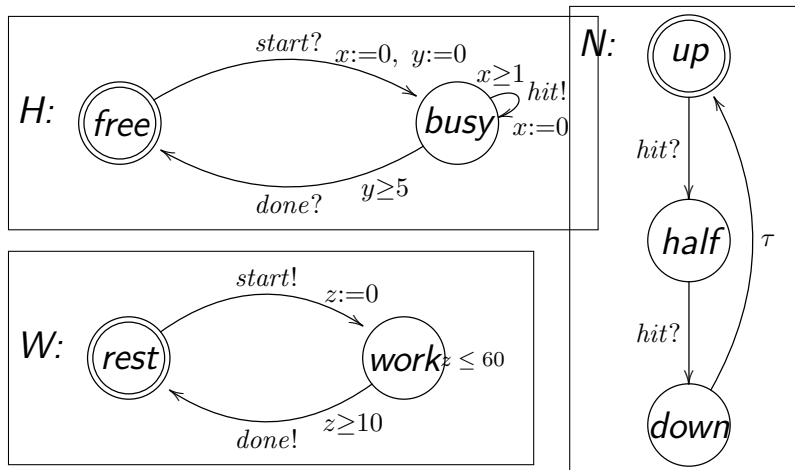 H:
start?
x:=0, y:=0
free
busy
x≥1
hit!
x:=0
done?
y≥5
W:
start!
z:=0
rest
work
z ≤ 60
done!
z≥10
N:
up
hit?
half
τ
hit?
down